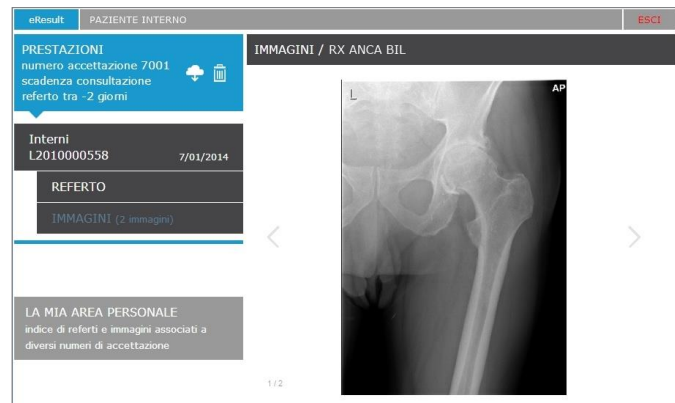 eResult PAZIENTE INTERNO ESCI
PRESTAZIONI
numero accettazione 7001
scadenza consultazione
referto tra -2 giorni
Interni
L2010000558 7/01/2014
REFERTO
IMMAGINI (2 immagini)
LA MIA AREA PERSONALE
indice di referti e immagini associati a
diversi numeri di accettazione
IMMAGINI / RX ANCA BIL
L
AP
1 / 2